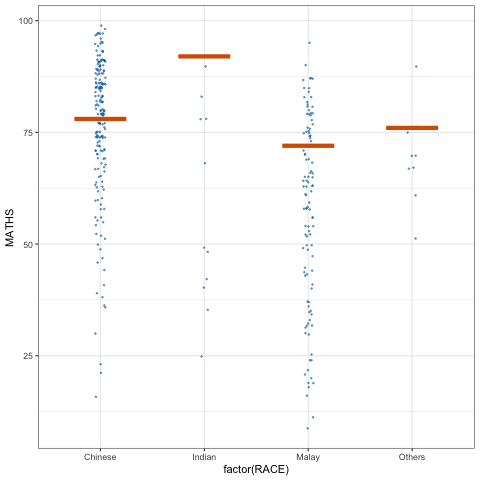 100
75
50
25
MATHS
Chinese
Indian
Malay
Others
factor(RACE)